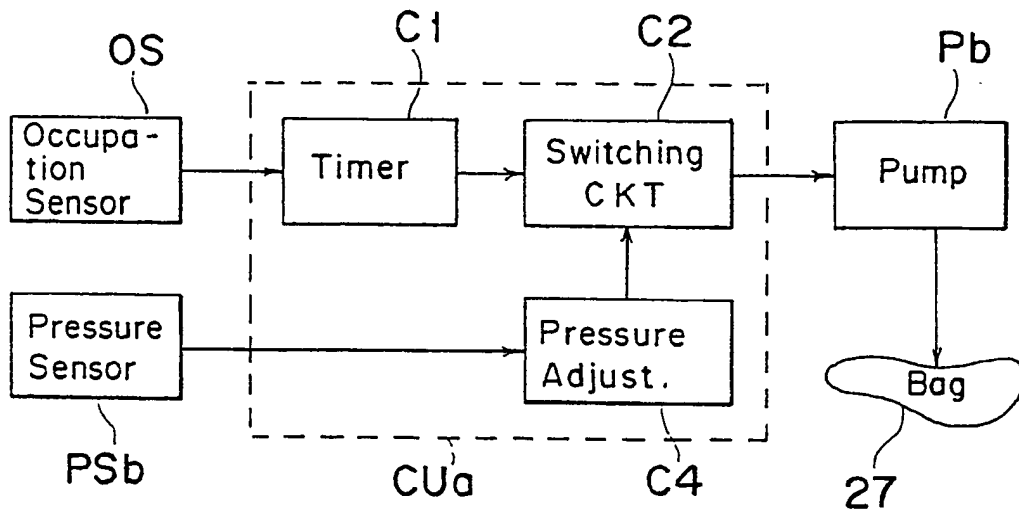 OS
C1
C2
Pb
Occupa-
tion
Sensor
Timer
Switching
CKT
Pump
Pressure
Sensor
Pressure
Adjust.
Bag
PSb
CUa
C4
27